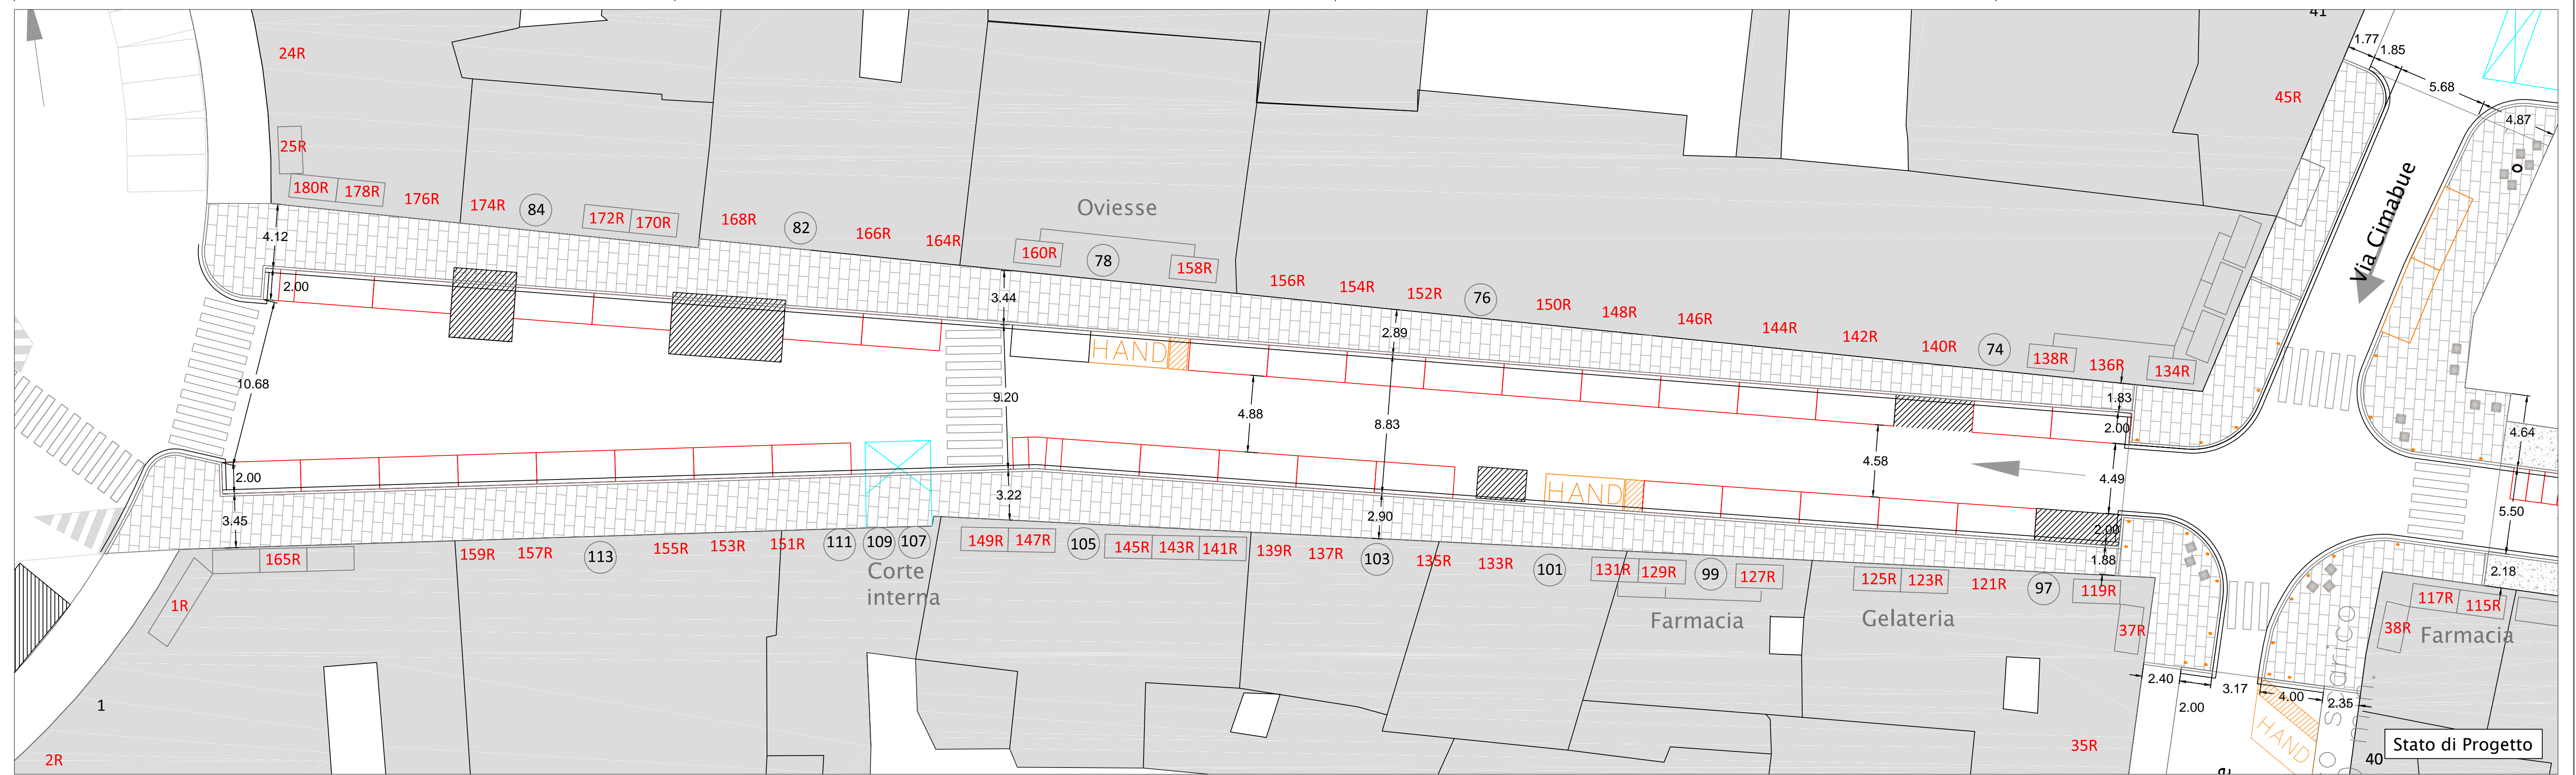 41
1.77
1.85
24R
5.68
45R
4.87
25R
o
180R
178R
176R
174R
84
172R
170R
168R
82
166R
164R
Oviesse
160R
78
158R
Via Cimabue
4.12
2.00
3.44
156R
154R
152R
76
150R
148R
146R
144R
142R
140R
74
138R
136R
134R
2.89
HAND
10.68
9.20
4.88
8.83
1.83
2.00
4.64
4.58
4.49
2.00
3.45
3.22
2.90
HAND
2.00
5.50
1.88
2.18
165R
159R
157R
113
155R
153R
151R
111
109
107
149R
147R
105
145R
143R
141R
139R
137R
103
135R
133R
101
131R
129R
99
127R
125R
123R
121R
97
119R
Corte
interna
Farmacia
Gelateria
1R
37R
38R
117R
115R
Farmacia
2.40
2.00
3.17
4.00
2.35
HAND
1
2R
35R
40
Stato di Progetto